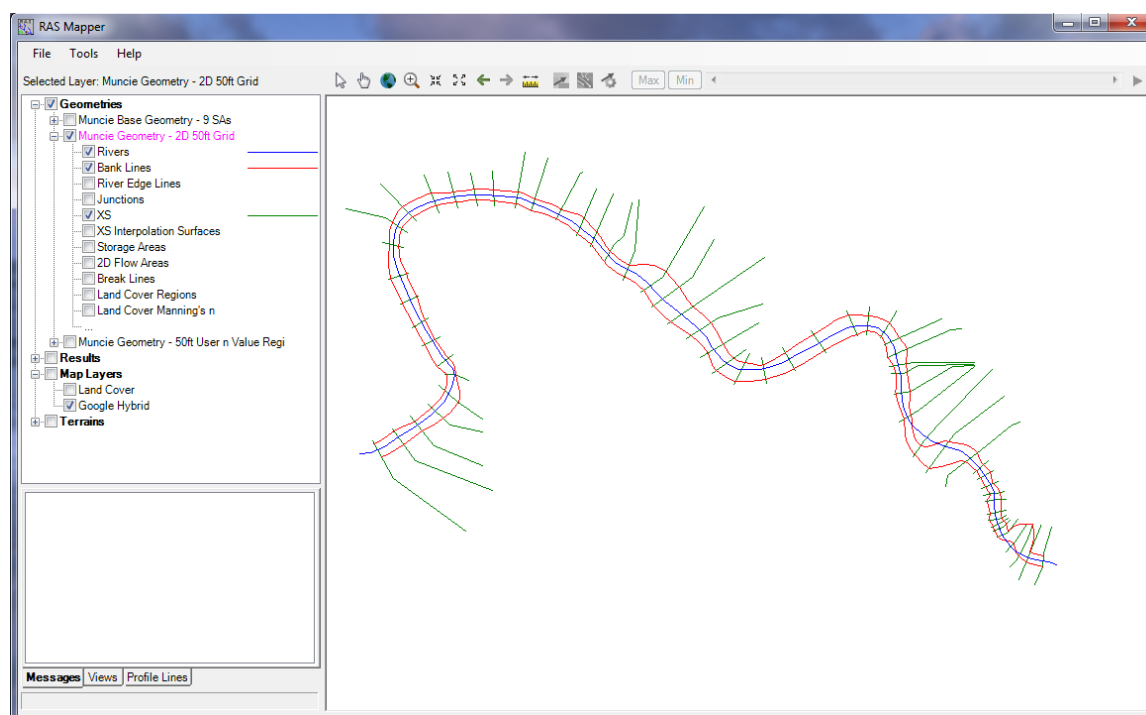 RAS Mapper
File Tools Help
Selected Layer: Muncie Geometry - 2D 50ft Grid
Max Min
Geometries
Muncie Base Geometry - 9 SAs
Muncie Geometry - 2D 50ft Grid
Rivers
Bank Lines
River Edge Lines
Junctions
XS
XS Interpolation Surfaces
Storage Areas
2D Flow Areas
Break Lines
Land Cover Regions
Land Cover Manning's n
...
Muncie Geometry - 50ft User n Value Regi
Results
Map Layers
Land Cover
Google Hybrid
Terrains
Messages Views Profile Lines